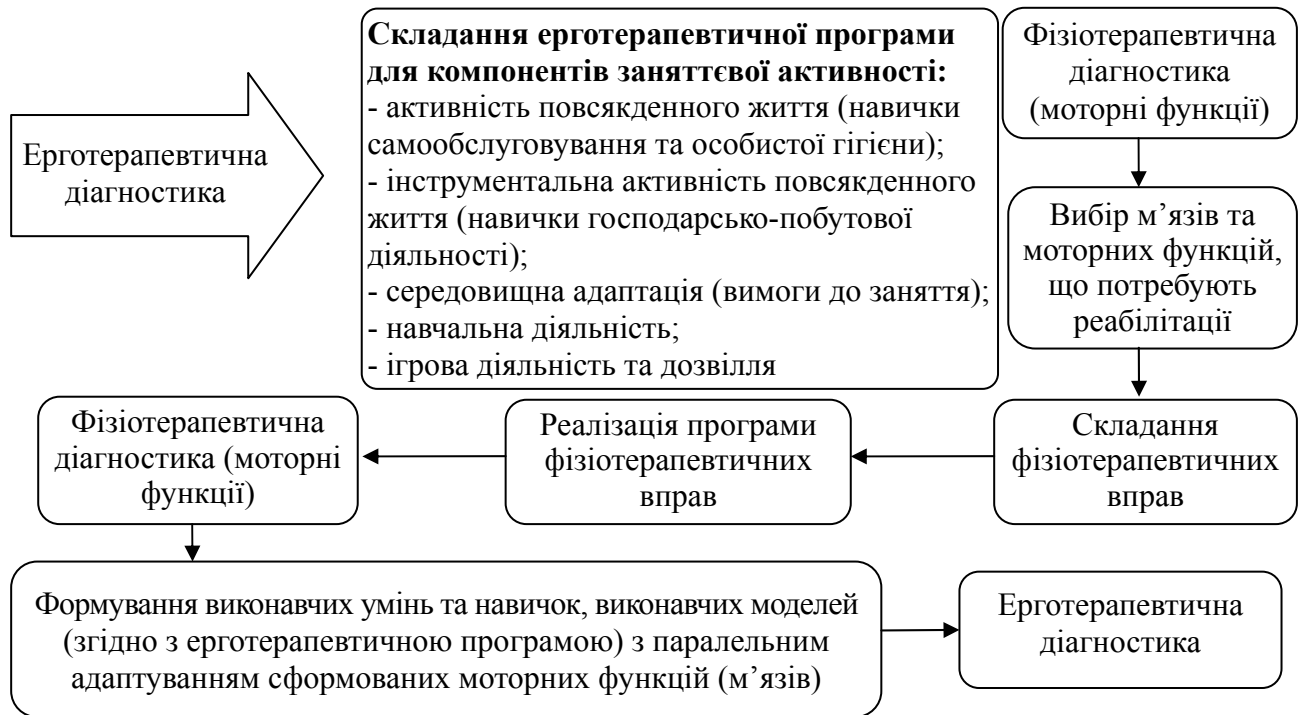 Ерготерапевтична
діагностика
Складання ерготерапевтичної програми
для компонентів заняттєвої активності:
- активність повсякденного життя (навички
самообслуговування та особистої гігієни);
- інструментальна активність повсякденного
життя (навички господарсько-побутової
діяльності);
- середовищна адаптація (вимоги до заняття);
- навчальна діяльність;
- ігрова діяльність та дозвілля
Фізіотерапевтична
діагностика
(моторні функції)
Вибір м’язів та
моторних функцій,
що потребують
реабілітації
Складання
фізіотерапевтичних
вправ
Реалізація програми
фізіотерапевтичних
вправ
Фізіотерапевтична
діагностика (моторні
функції)
Формування виконавчих умінь та навичок, виконавчих моделей
(згідно з ерготерапевтичною програмою) з паралельним
адаптуванням сформованих моторних функцій (м’язів)
Ерготерапевтична
діагностика